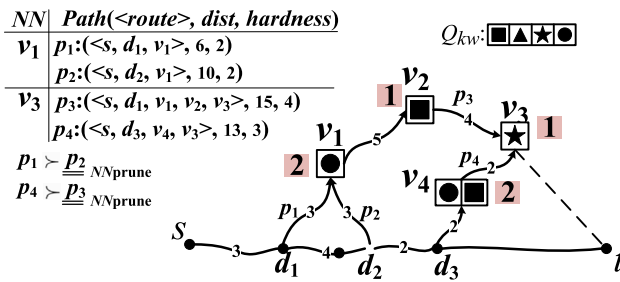 NN Path(<route>, dist, hardness)
v1 p1:(<s, d1, v1>, 6, 2)
p2:(<s, d2, v1>, 10, 2)
v3 p3:(<s, d1, v1, v2, v3>, 15, 4)
p4:(<s, d3, v4, v3>, 13, 3)
p1 ≻ p2 NNprune
p4 ≻ p3 NNprune
Qkw:
v2
1
p3
4
v3
1
v1
2
5
p4
2
v4
2
p1 3
3 p2
2
S
3
d1
4
d2
2
d3
t